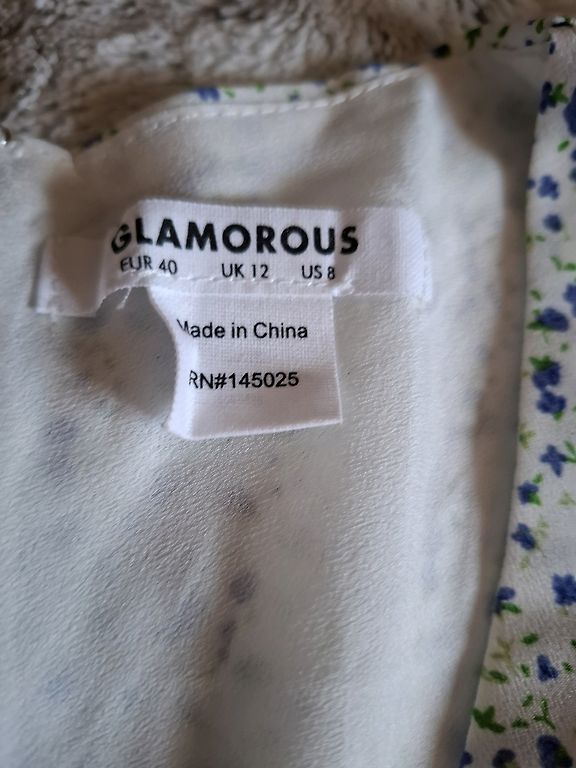 GLAMOROUS
EUR 40 UK 12 US 8
Made in China
RN#145025